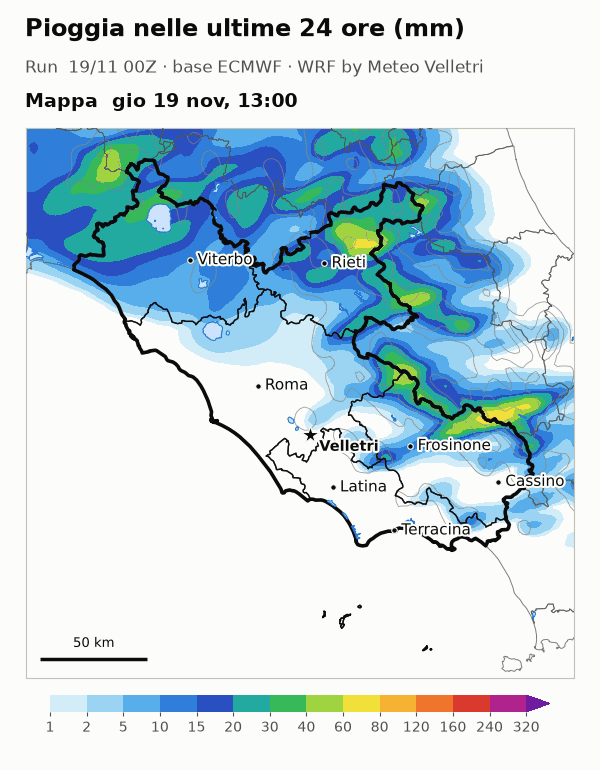 Pioggia nelle ultime 24 ore (mm)
Run  19/11 00Z · base ECMWF · WRF by Meteo Velletri
Mappa  gio 19 nov, 13:00
Viterbo
Rieti
Roma
Velletri
Frosinone
Latina
Cassino
Terracina
50 km
1 2 5 10 15 20 30 40 60 80 120 160 240 320